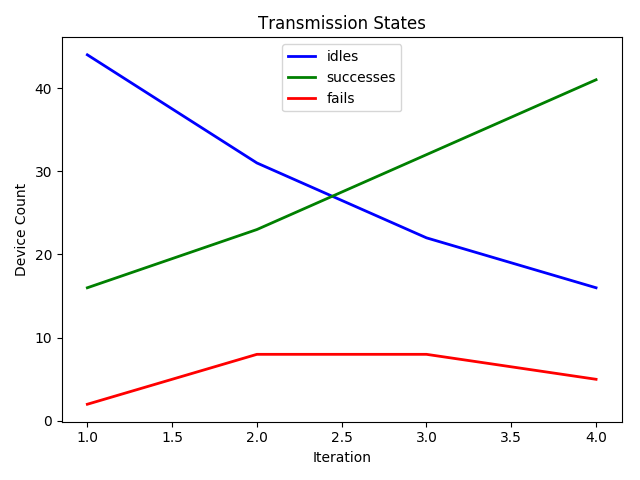 Transmission States
idles
successes
fails
Device Count
40
30
20
10
0
1.0 1.5 2.0 2.5 3.0 3.5 4.0
Iteration